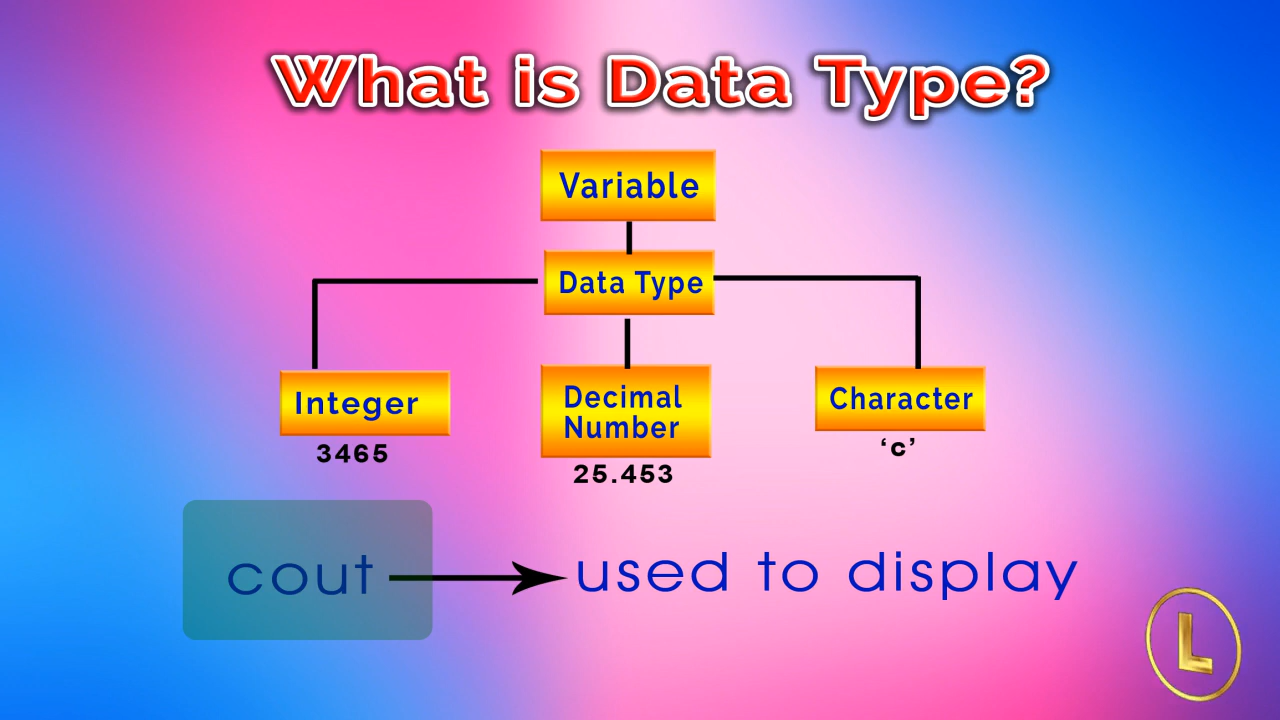 What is Data Type?
Variable
Data Type
Integer
3465
Decimal
Number
25.453
Character
‘c’
cout
used to display
L